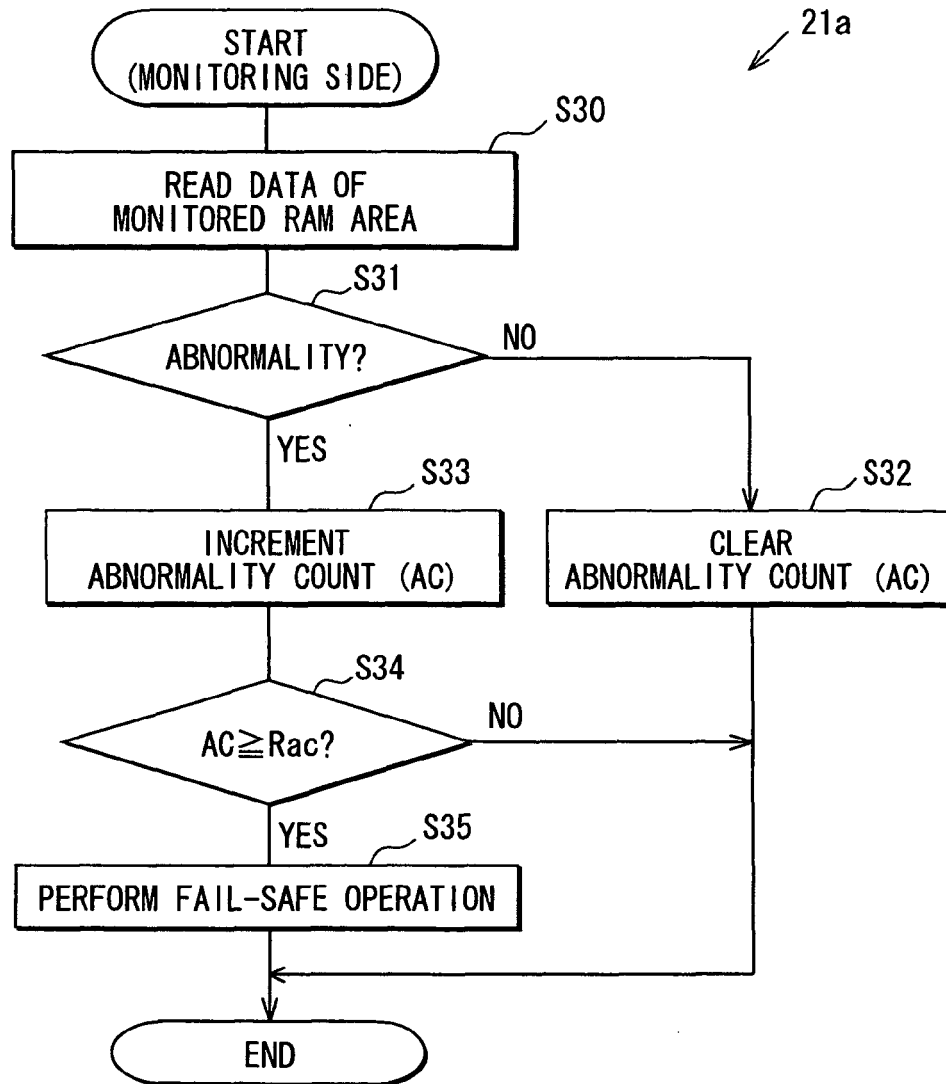 21a
START
(MONITORING SIDE)
S30
READ DATA OF
MONITORED RAM AREA
S31
ABNORMALITY?
NO
YES
S33
INCREMENT
ABNORMALITY COUNT (AC)
S32
CLEAR
ABNORMALITY COUNT (AC)
S34
AC≧Rac?
NO
YES
S35
PERFORM FAIL-SAFE OPERATION
END